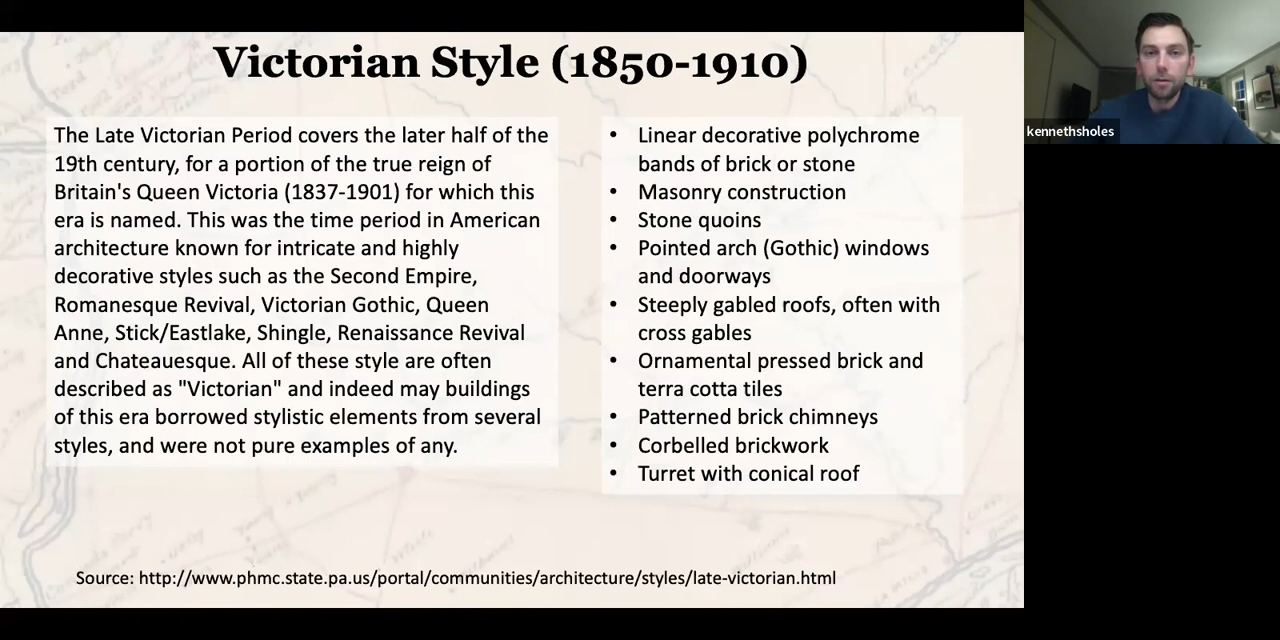 Victorian Style (1850-1910)
The Late Victorian Period covers the later half of the
19th century, for a portion of the true reign of
Britain's Queen Victoria (1837-1901) for which this
era is named. This was the time period in American
architecture known for intricate and highly
decorative styles such as the Second Empire,
Romanesque Revival, Victorian Gothic, Queen
Anne, Stick/Eastlake, Shingle, Renaissance Revival
and Chateauesque. All of these style are often
described as "Victorian" and indeed may buildings
of this era borrowed stylistic elements from several
styles, and were not pure examples of any.
• Linear decorative polychrome
bands of brick or stone
• Masonry construction
• Stone quoins
• Pointed arch (Gothic) windows
and doorways
• Steeply gabled roofs, often with
cross gables
• Ornamental pressed brick and
terra cotta tiles
• Patterned brick chimneys
• Corbelled brickwork
• Turret with conical roof
Source: http://www.phmc.state.pa.us/portal/communities/architecture/styles/late-victorian.html
kennethsholes